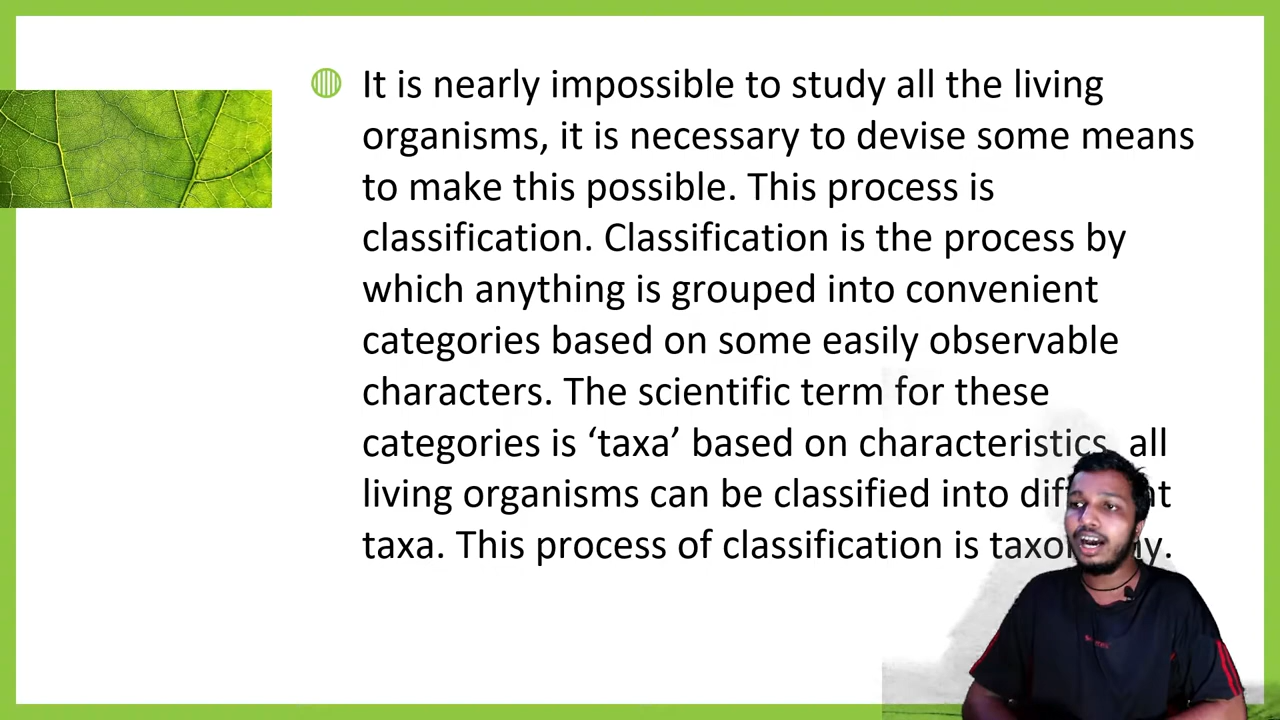 It is nearly impossible to study all the living
organisms, it is necessary to devise some means
to make this possible. This process is
classification. Classification is the process by
which anything is grouped into convenient
categories based on some easily observable
characters. The scientific term for these
categories is ‘taxa’ based on characteristics, all
living organisms can be classified into
taxa. This process of classification is